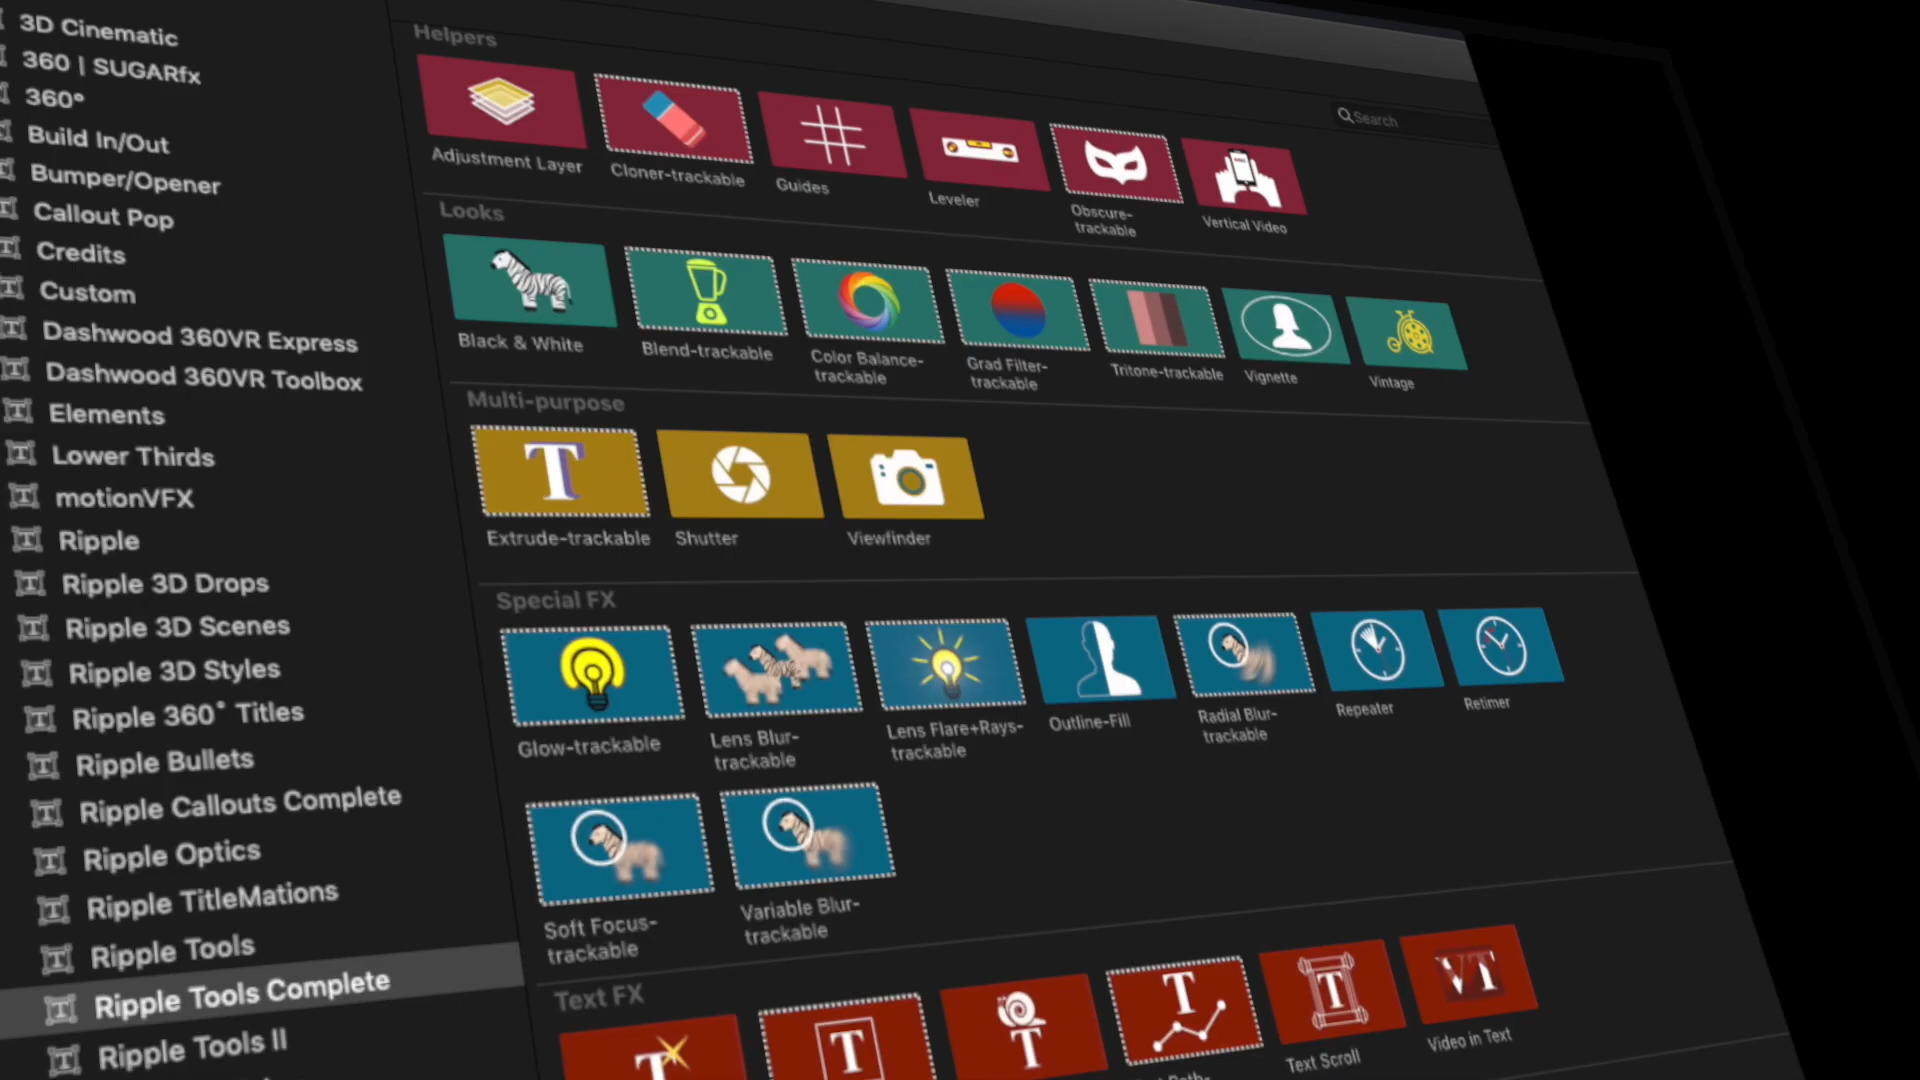 3D Cinematic
360 | SUGARfx
360°
Build In/Out
Bumper/Opener
Callout Pop
Credits
Custom
Dashwood 360VR Express
Dashwood 360VR Toolbox
Elements
Lower Thirds
motionVFX
Ripple
Ripple 3D Drops
Ripple 3D Scenes
Ripple 3D Styles
Ripple 360° Titles
Ripple Bullets
Ripple Callouts Complete
Ripple Optics
Ripple TitleMations
Ripple Tools
Ripple Tools Complete
Ripple Tools II
Search
Helpers
Adjustment Layer
Cloner-trackable
Guides
Leveler
Obscure-
trackable
Vertical Video
Looks
Black & White
Blend-trackable
Color Balance-
trackable
Grad Filter-
trackable
Tritone-trackable
Vignette
Vintage
Multi-purpose
T
Extrude-trackable
Shutter
Viewfinder
Special FX
Glow-trackable
Lens Blur-
trackable
Lens Flare+Rays-
trackable
Outline-Fill
Radial Blur-
trackable
Repeater
Retimer
Soft Focus-
trackable
Variable Blur-
trackable
Text FX
T
T
T
T
T
VT
Text Scroll
Video in Text